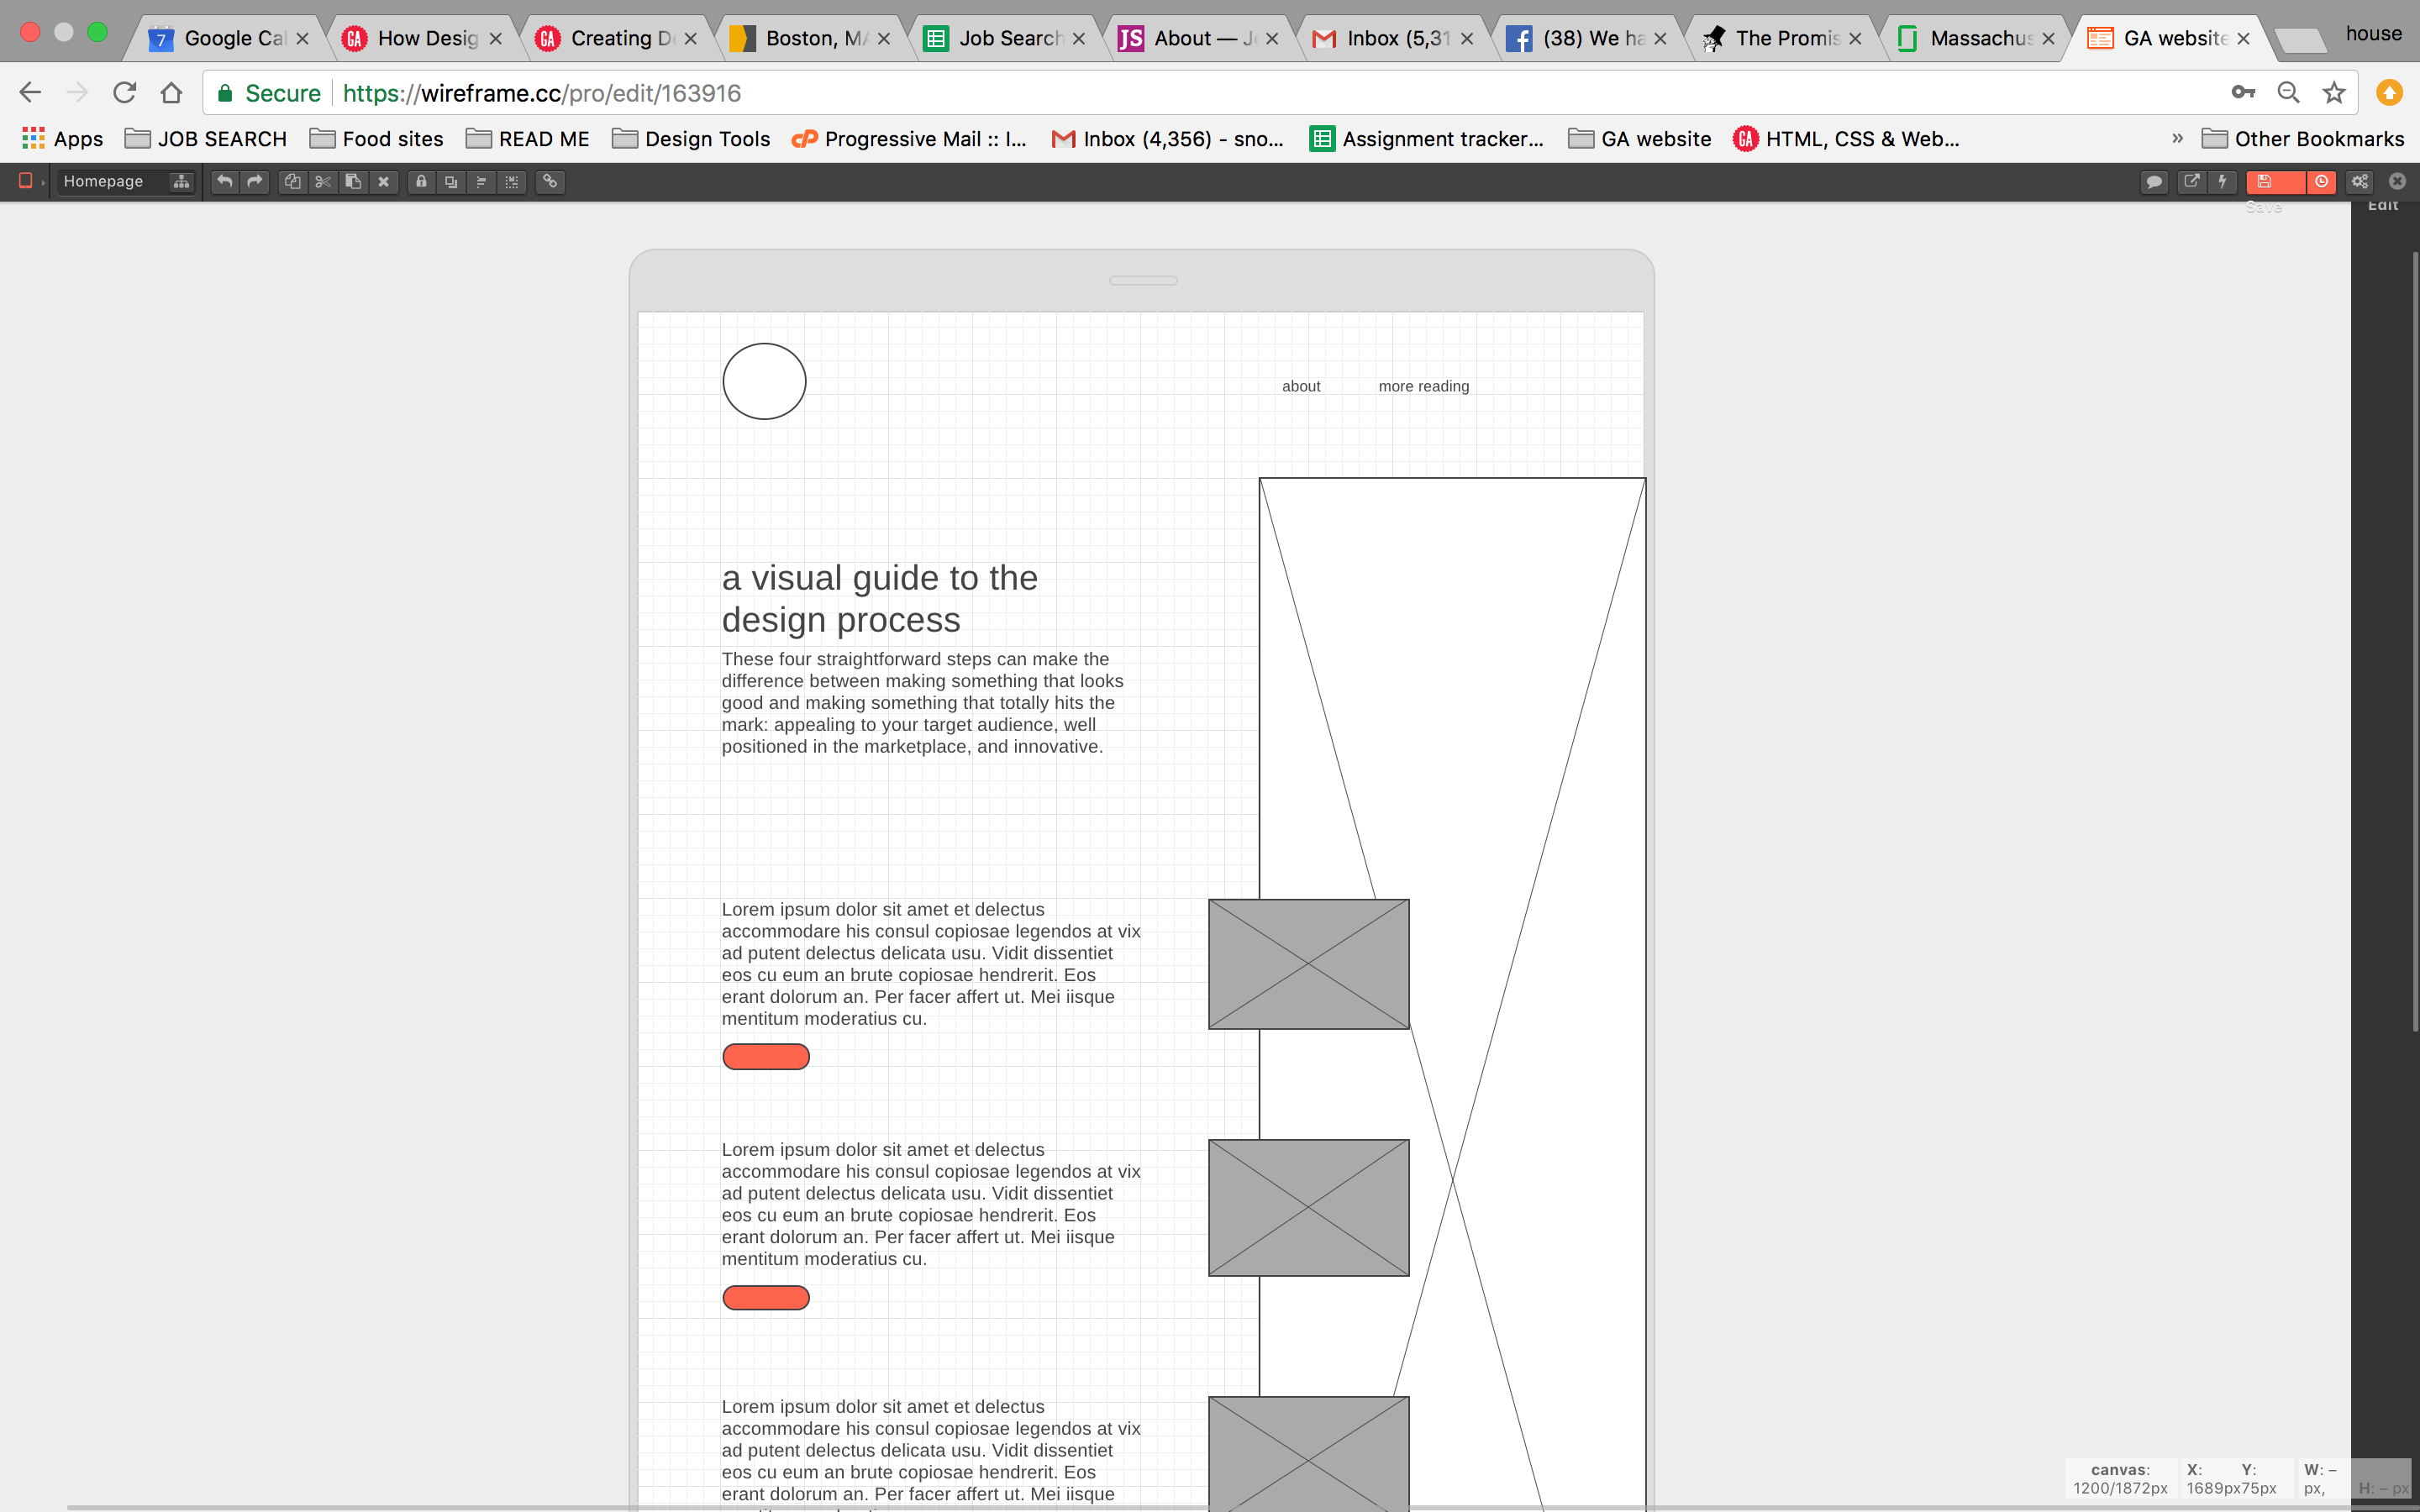 7 Google Cal
GA How Desig
GA Creating D
Boston, MA
Job Search
JS About — J
Inbox (5,31
(38) We ha
The Promis
Massachus
GA website
house
Secure https://wireframe.cc/pro/edit/163916
Apps JOB SEARCH Food sites READ ME Design Tools cP Progressive Mail :: I... Inbox (4,356) - sno... Assignment tracker... GA website GA HTML, CSS & Web... » Other Bookmarks
Homepage
Save
Edit
about more reading
a visual guide to the
design process
These four straightforward steps can make the
difference between making something that looks
good and making something that totally hits the
mark: appealing to your target audience, well
positioned in the marketplace, and innovative.
Lorem ipsum dolor sit amet et delectus
accommodare his consul copiosae legendos at vix
ad putent delectus delicata usu. Vidit dissentiet
eos cu eum an brute copiosae hendrerit. Eos
erant dolorum an. Per facer affert ut. Mei iisque
mentitum moderatius cu.
Lorem ipsum dolor sit amet et delectus
accommodare his consul copiosae legendos at vix
ad putent delectus delicata usu. Vidit dissentiet
eos cu eum an brute copiosae hendrerit. Eos
erant dolorum an. Per facer affert ut. Mei iisque
mentitum moderatius cu.
Lorem ipsum dolor sit amet et delectus
accommodare his consul copiosae legendos at vix
ad putent delectus delicata usu. Vidit dissentiet
eos cu eum an brute copiosae hendrerit. Eos
erant dolorum an. Per facer affert ut. Mei iisque
canvas: X: Y: W: –
1200/1872px 1689px75px px, H: – px